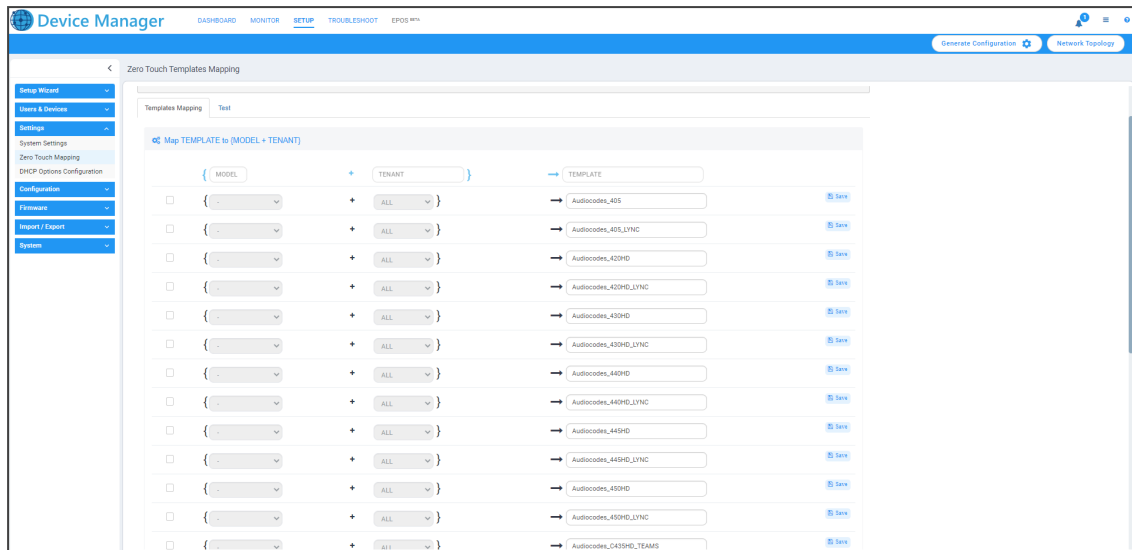 Device Manager DASHBOARD MONITOR SETUP TROUBLESHOOT EPOS BETA 1
Generate Configuration Network Topology
Zero Touch Templates Mapping
Setup Wizard
Users & Devices
Settings
System Settings
Zero Touch Mapping
DHCP Options Configuration
Configuration
Firmware
Import / Export
System
Templates Mapping Test
Map TEMPLATE to {MODEL + TENANT}
{ MODEL + TENANT } → TEMPLATE
{ - + ALL } → Audiocodes_405 Save
{ - + ALL } → Audiocodes_405_LYNC Save
{ - + ALL } → Audiocodes_420HD Save
{ - + ALL } → Audiocodes_420HD_LYNC Save
{ - + ALL } → Audiocodes_430HD Save
{ - + ALL } → Audiocodes_430HD_LYNC Save
{ - + ALL } → Audiocodes_440HD Save
{ - + ALL } → Audiocodes_440HD_LYNC Save
{ - + ALL } → Audiocodes_445HD Save
{ - + ALL } → Audiocodes_445HD_LYNC Save
{ - + ALL } → Audiocodes_450HD Save
{ - + ALL } → Audiocodes_450HD_LYNC Save
{ - + ALL } → Audiocodes_C435HD_TEAMS Save